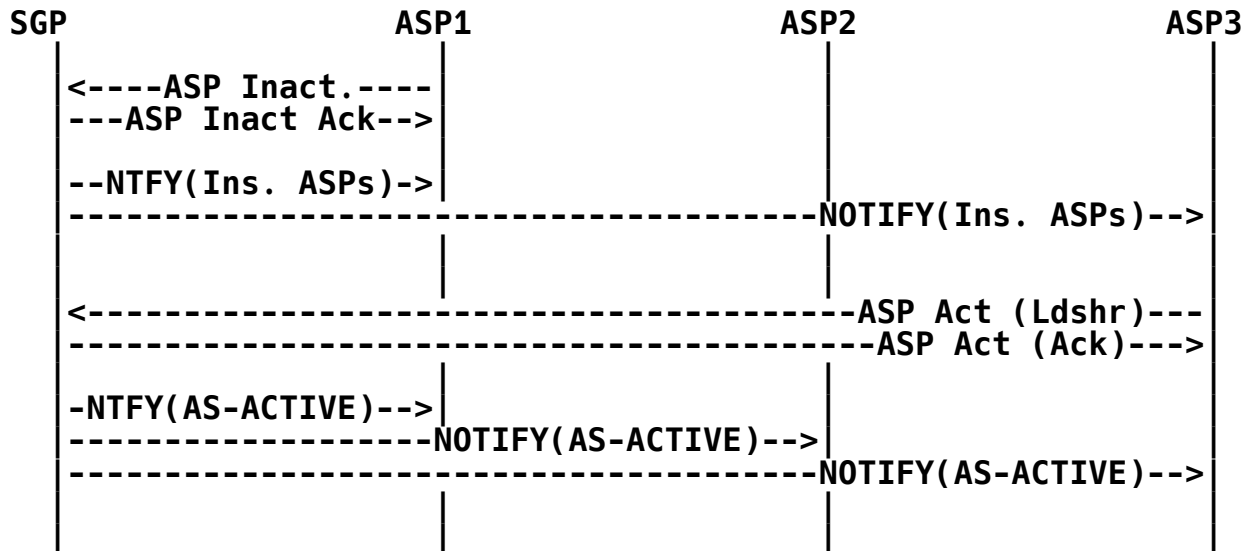 SGP ASP1 ASP2 ASP3
<----ASP Inact.----
---ASP Inact Ack-->
--NTFY(Ins. ASPs)->
---------------------------------------NOTIFY(Ins. ASPs)-->
<----------------------------------------ASP Act (Ldshr)---
------------------------------------------ASP Act (Ack)--->
-NTFY(AS-ACTIVE)-->
-------------------NOTIFY(AS-ACTIVE)-->
---------------------------------------NOTIFY(AS-ACTIVE)-->